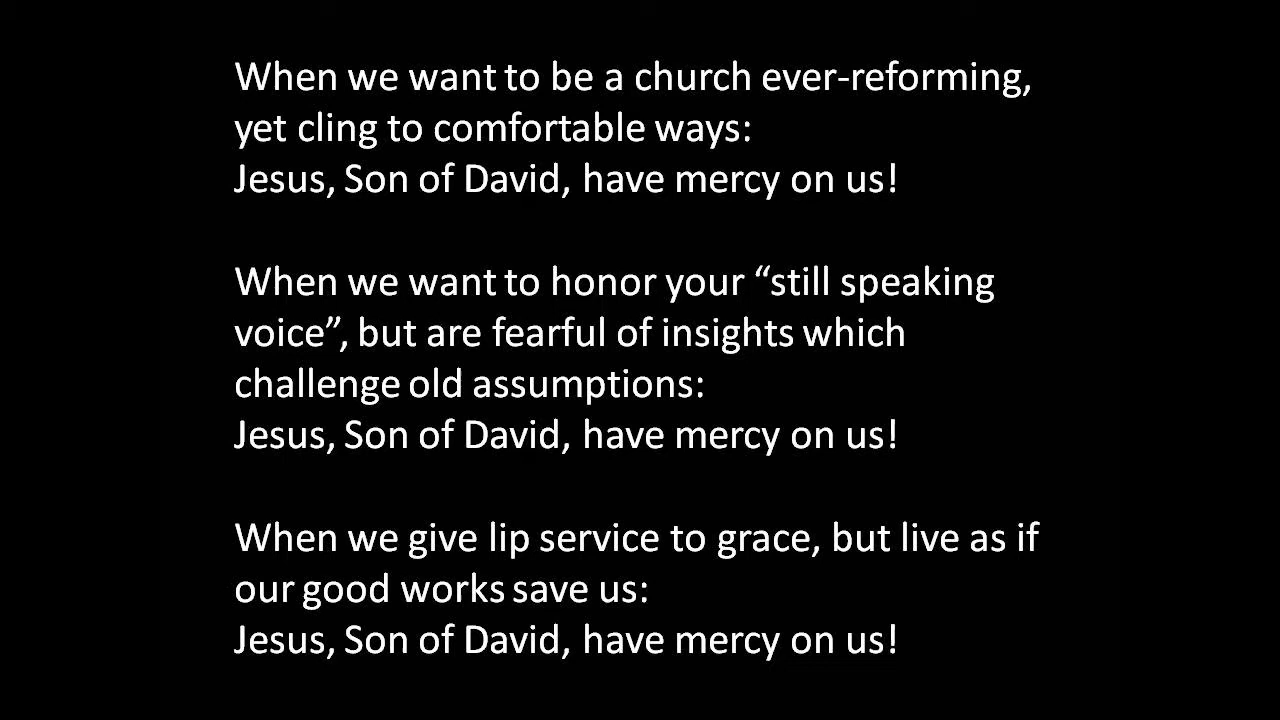 When we want to be a church ever-reforming,
yet cling to comfortable ways:
Jesus, Son of David, have mercy on us!
When we want to honor your “still speaking
voice”, but are fearful of insights which
challenge old assumptions:
Jesus, Son of David, have mercy on us!
When we give lip service to grace, but live as if
our good works save us:
Jesus, Son of David, have mercy on us!